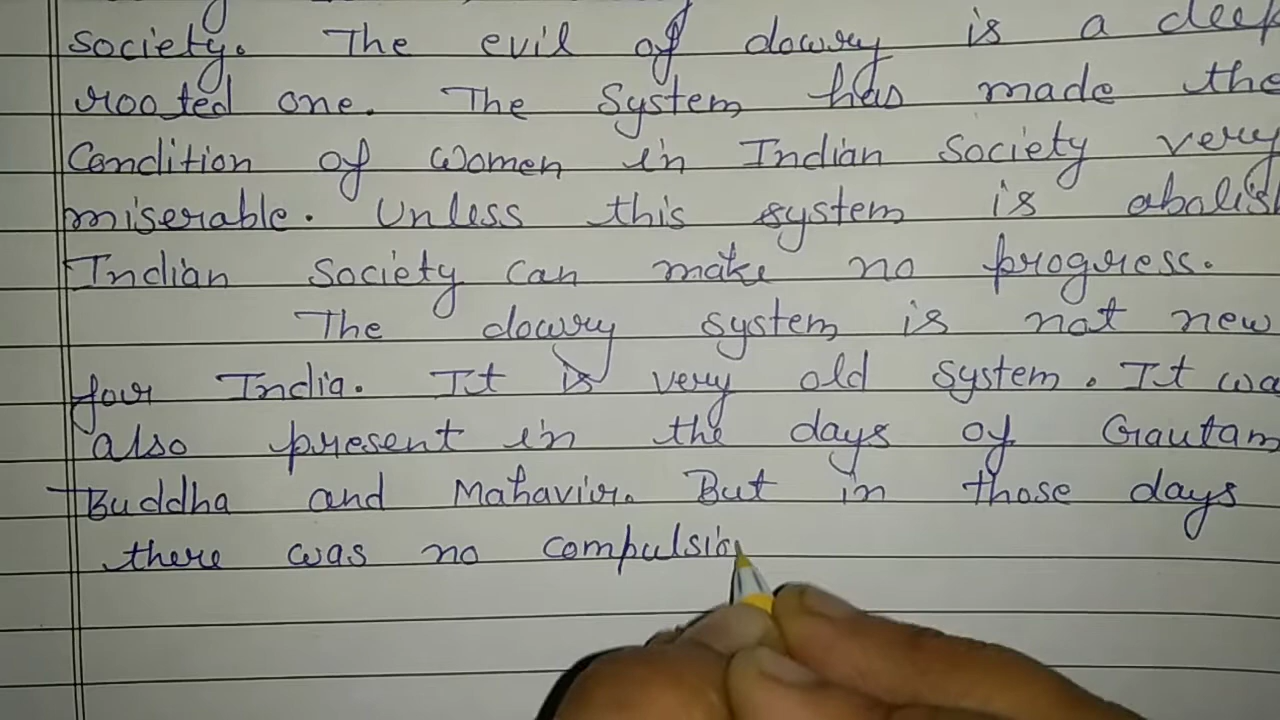 society. The evil of dowry is a deep
rooted one. The System has made the
Condition of women in Indian Society very
miserable. Unless this system is abolish
Indian Society can make no progress.
The dowry system is not new
for India. It is very old system. It wa
also present in the days of Gautam
Buddha and Mahavir. But in those days
there was no compulsio